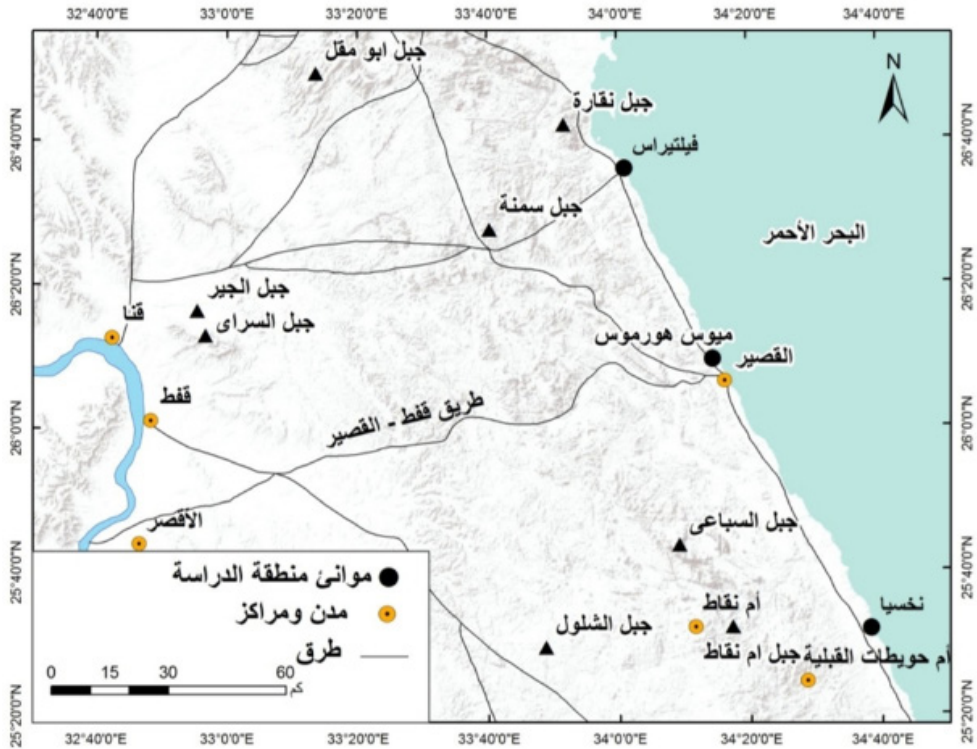 32°40'0"E 33°0'0"E 33°20'0"E 33°40'0"E 34°0'0"E 34°20'0"E 34°40'0"E
N
جبل ابو مقل
جبل نقارة
26°40'0"N 26°40'0"N
فيلتيراس
جبل سمنة
البحر الأحمر
26°20'0"N 26°20'0"N
جبل الجير
قنا
جبل السراى
ميوس هورموس
القصير
قفط
طريق قفط - القصير
26°0'0"N 26°0'0"N
الأقصر
جبل السباعى
25°40'0"N 25°40'0"N
موانئ منطقة الدراسة
مدن ومراكز
طرق
0 15 30 60
كم
أم نقاط
نخسيا
جبل الشلول
جبل ام نقاط
أم حويطات القبلية
25°20'0"N 25°20'0"N
32°40'0"E 33°0'0"E 33°20'0"E 33°40'0"E 34°0'0"E 34°20'0"E 34°40'0"E